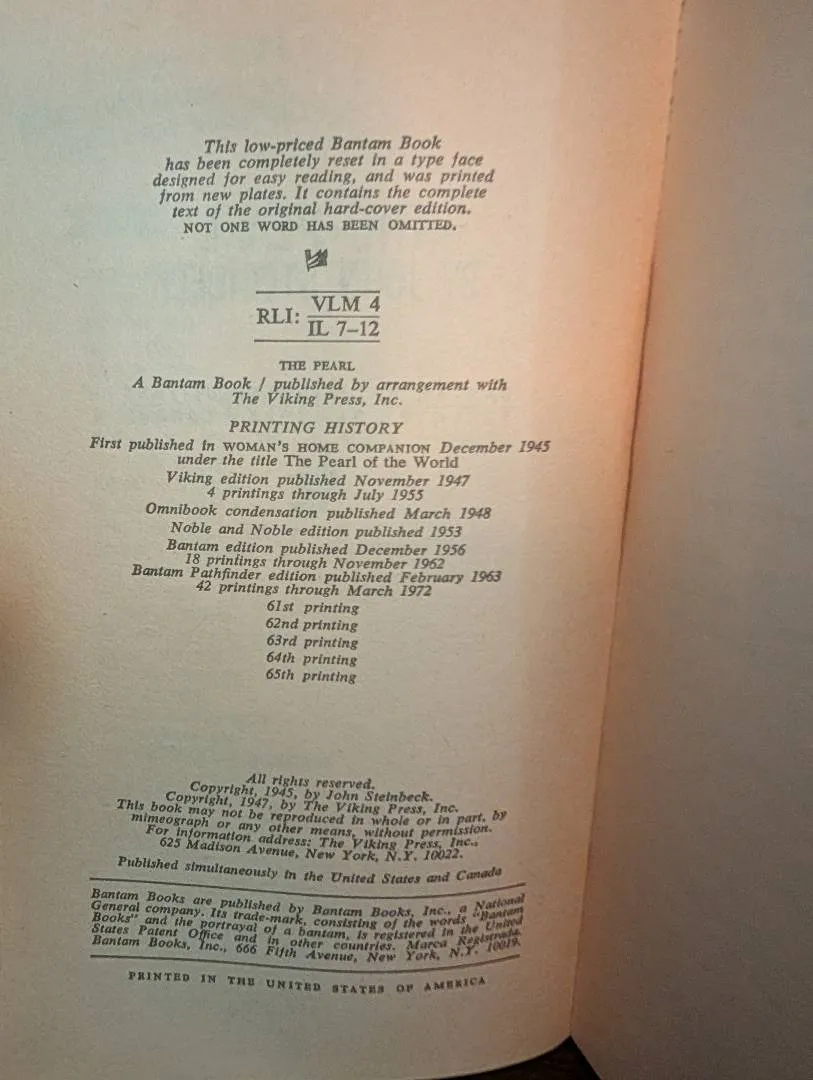 This low-priced Bantam Book
has been completely reset in a type face
designed for easy reading, and was printed
from new plates. It contains the complete
text of the original hard-cover edition.
NOT ONE WORD HAS BEEN OMITTED.
RLI: VLM 4
IL 7–12
THE PEARL
A Bantam Book / published by arrangement with
The Viking Press, Inc.
PRINTING HISTORY
First published in WOMAN'S HOME COMPANION December 1945
under the title The Pearl of the World
Viking edition published November 1947
4 printings through July 1955
Omnibook condensation published March 1948
Noble and Noble edition published 1953
Bantam edition published December 1956
18 printings through November 1962
Bantam Pathfinder edition published February 1963
42 printings through March 1972
61st printing
62nd printing
63rd printing
64th printing
65th printing
All rights reserved.
Copyright, 1945, by John Steinbeck.
Copyright, 1947, by The Viking Press, Inc.
This book may not be reproduced in whole or in part, by
mimeograph or any other means, without permission.
For information address: The Viking Press, Inc.,
625 Madison Avenue, New York, N.Y. 10022.
Published simultaneously in the United States and Canada
Bantam Books are published by Bantam Books, Inc., a National
General company. Its trade-mark, consisting of the words "Bantam
Books" and the portrayal of a bantam, is registered in the United
States Patent Office and in other countries. Marca Registrada.
Bantam Books, Inc., 666 Fifth Avenue, New York, N.Y. 10019.
PRINTED IN THE UNITED STATES OF AMERICA